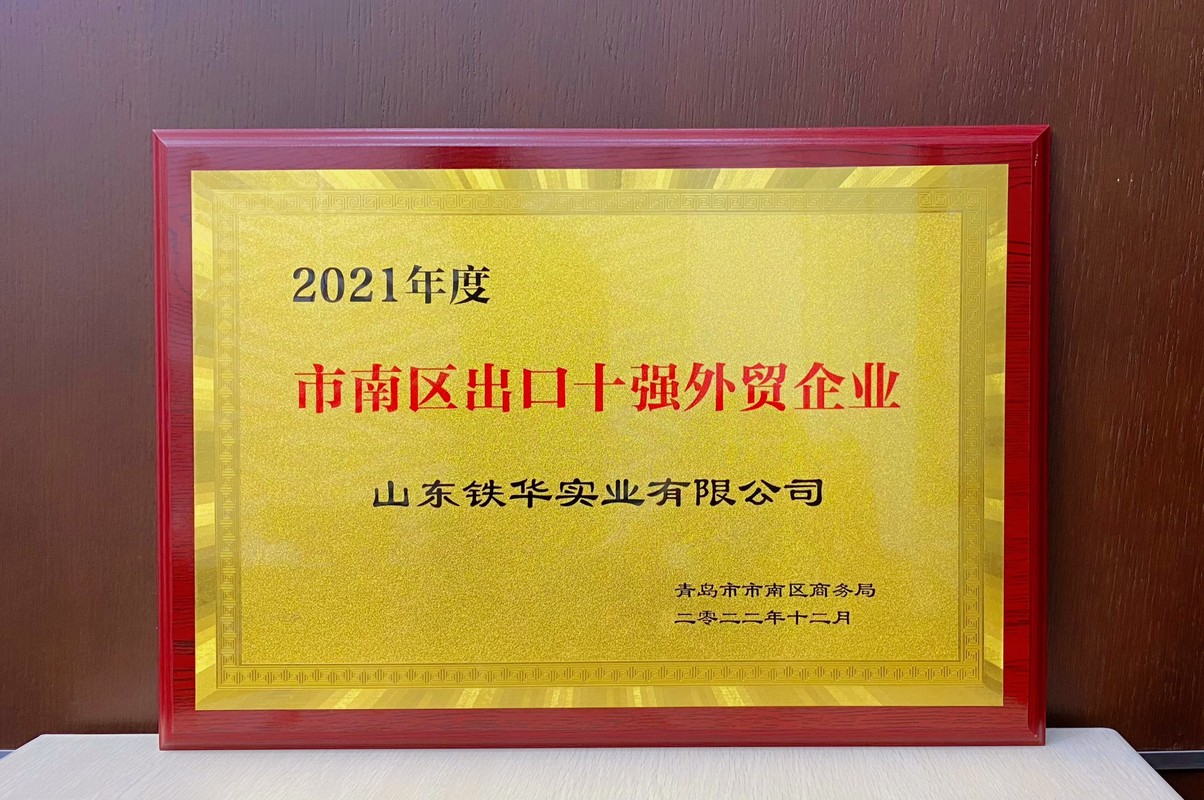 2021年度
市南区出口十强外贸企业
山东铁华实业有限公司
青岛市市南区商务局
二零二二年十二月